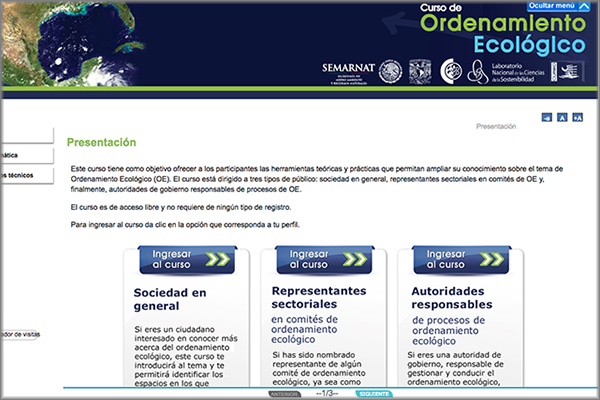 Ocultar menú
Curso de
Ordenamiento
Ecológico
SEMARNAT
Laboratorio
Nacional de las Ciencias
de la Sostenibilidad
-a A +A
Presentación
Presentación
mática
os técnicos
Este curso tiene como objetivo ofrecer a los participantes las herramientas teóricas y prácticas que permitan ampliar su conocimiento sobre el tema de
Ordenamiento Ecológico (OE). El curso está dirigido a tres tipos de público: sociedad en general, representantes sectoriales en comités de OE y,
finalmente, autoridades de gobierno responsables de procesos de OE.
El curso es de acceso libre y no requiere de ningún tipo de registro.
Para ingresar al curso da clic en la opción que corresponda a tu perfil.
Ingresar
al curso
Sociedad en
general
Si eres un ciudadano
interesado en conocer más
acerca del ordenamiento
ecológico, este curso te
introducirá al tema y te
permitirá identificar los
espacios en los que
Ingresar
al curso
Representantes
sectoriales
en comités de
ordenamiento
ecológico
Si has sido nombrado
representante de algún
comité de ordenamiento
ecológico, ya sea como
Ingresar
al curso
Autoridades
responsables
de procesos de
ordenamiento
ecológico
Si eres una autoridad de
gobierno, responsable de
gestionar y conducir el
ordenamiento ecológico,
edor de visitas
ANTERIOR --1/3-- SIGUIENTE